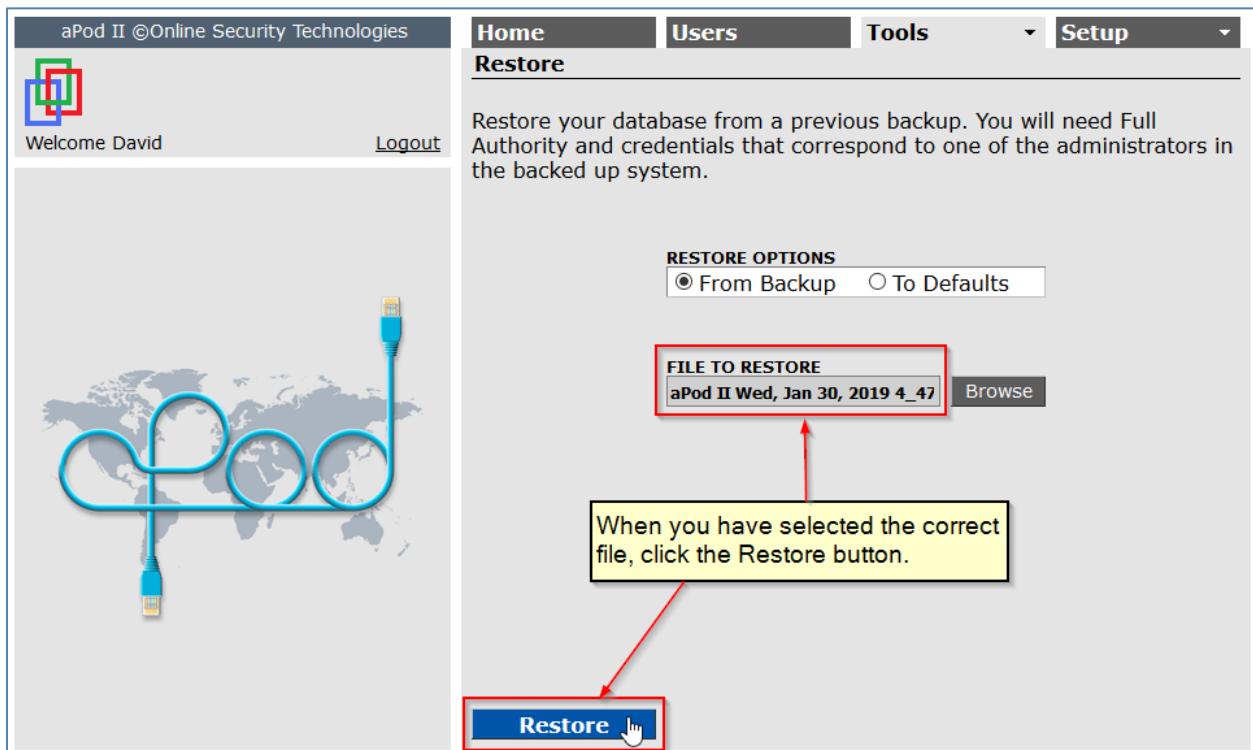 aPod II ©Online Security Technologies
Welcome David
Logout
Home Users Tools Setup
Restore
Restore your database from a previous backup. You will need Full
Authority and credentials that correspond to one of the administrators in
the backed up system.
RESTORE OPTIONS
From Backup To Defaults
FILE TO RESTORE
aPod II Wed, Jan 30, 2019 4_47
Browse
When you have selected the correct
file, click the Restore button.
Restore
aPod